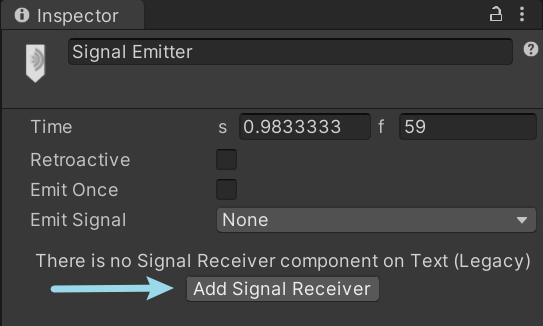 Inspector
Signal Emitter
Time s 0.9833333 f 59
Retroactive
Emit Once
Emit Signal None
There is no Signal Receiver component on Text (Legacy)
Add Signal Receiver